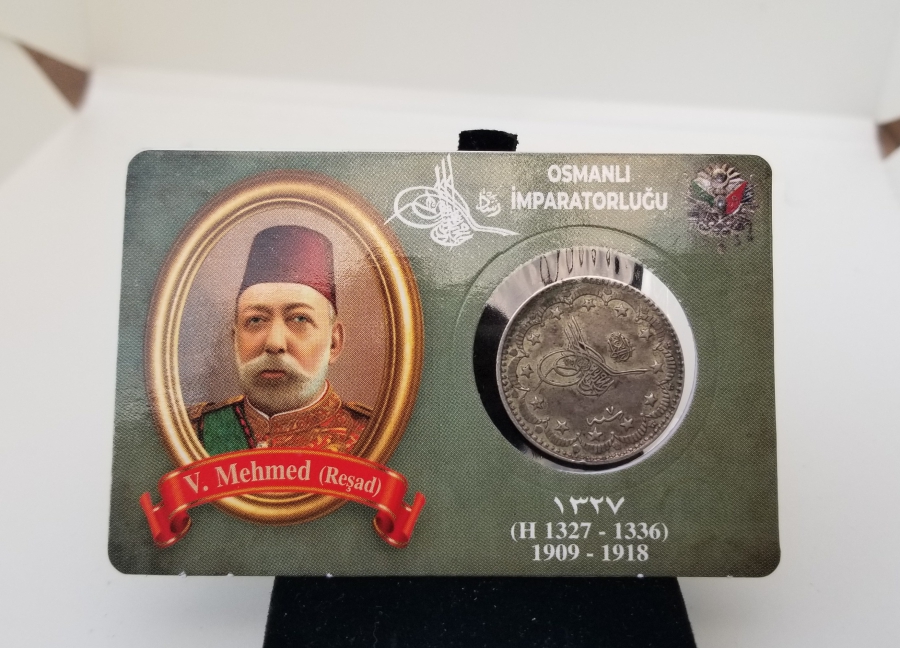 OSMANLI
İMPARATORLUĞU
V. Mehmed (Reşad)
١٣٢٧
(H 1327 - 1336)
1909 - 1918